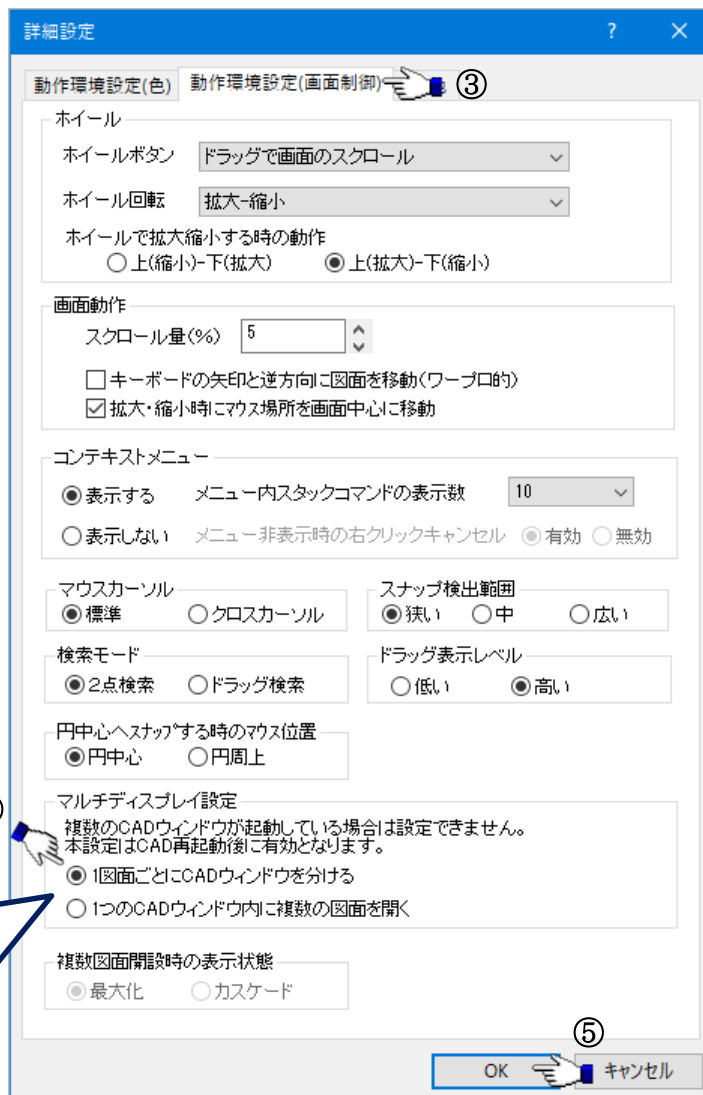 詳細設定
動作環境設定(色) 動作環境設定(画面制御) ③
ホイール
ホイールボタン ドラッグで画面のスクロール
ホイール回転 拡大-縮小
ホイールで拡大縮小する時の動作
上(縮小)-下(拡大) 上(拡大)-下(縮小)
画面動作
スクロール量(%) 5
キーボードの矢印と逆方向に図面を移動(ワープロ的)
拡大・縮小時にマウス場所を画面中心に移動
コンテキストメニュー
表示する メニュー内スタックコマンドの表示数 10
表示しない メニュー非表示時の右クリックキャンセル 有効 無効
マウスカーソル スナップ検出範囲
標準 クロスカーソル 狭い 中 広い
検索モード ドラッグ表示レベル
2点検索 ドラッグ検索 低い 高い
円中心へスナップする時のマウス位置
円中心 円周上
マルチディスプレイ設定
複数のCADウィンドウが起動している場合は設定できません。
本設定はCAD再起動後に有効となります。
1図面ごとにCADウィンドウを分ける
1つのCADウィンドウ内に複数の図面を開く
複数図面開設時の表示状態
最大化 カスケード
⑤
OK キャンセル